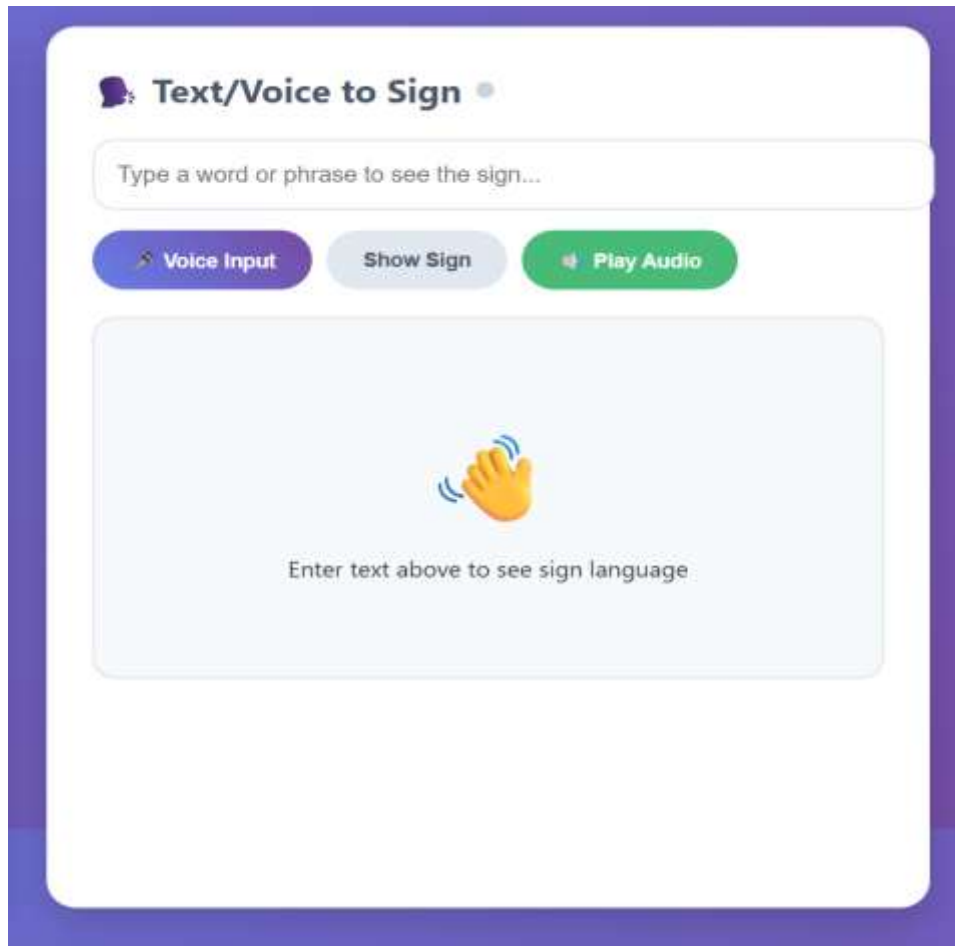 Text/Voice to Sign
Type a word or phrase to see the sign...
Voice Input Show Sign Play Audio
Enter text above to see sign language